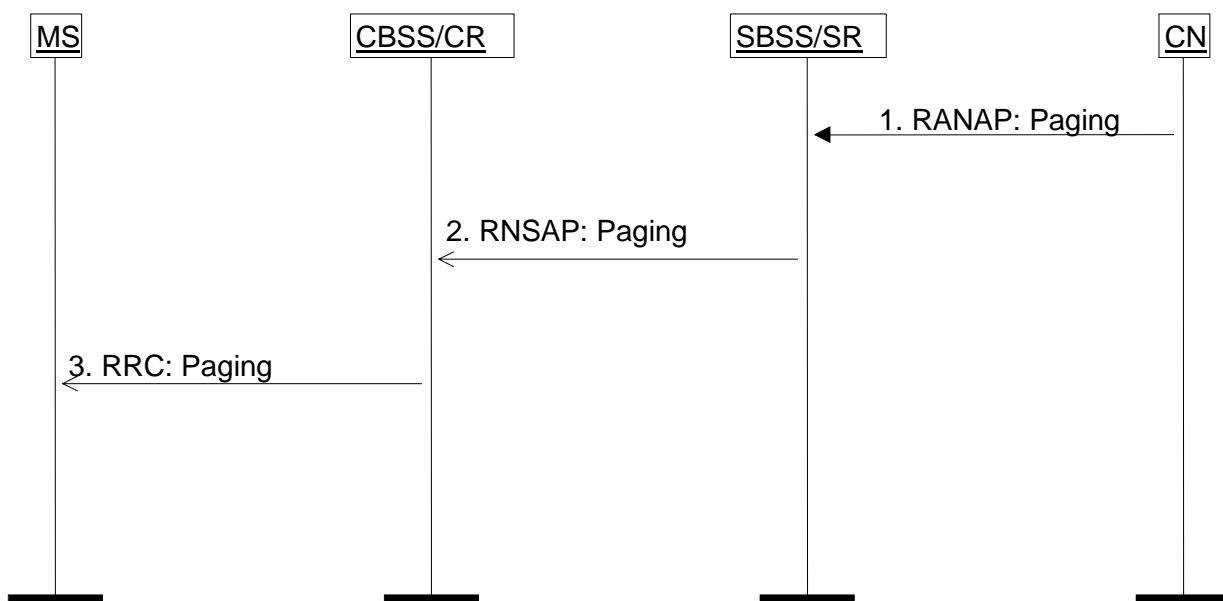 MS
CBSS/CR
SBSS/SR
CN
1. RANAP: Paging
2. RNSAP: Paging
3. RRC: Paging